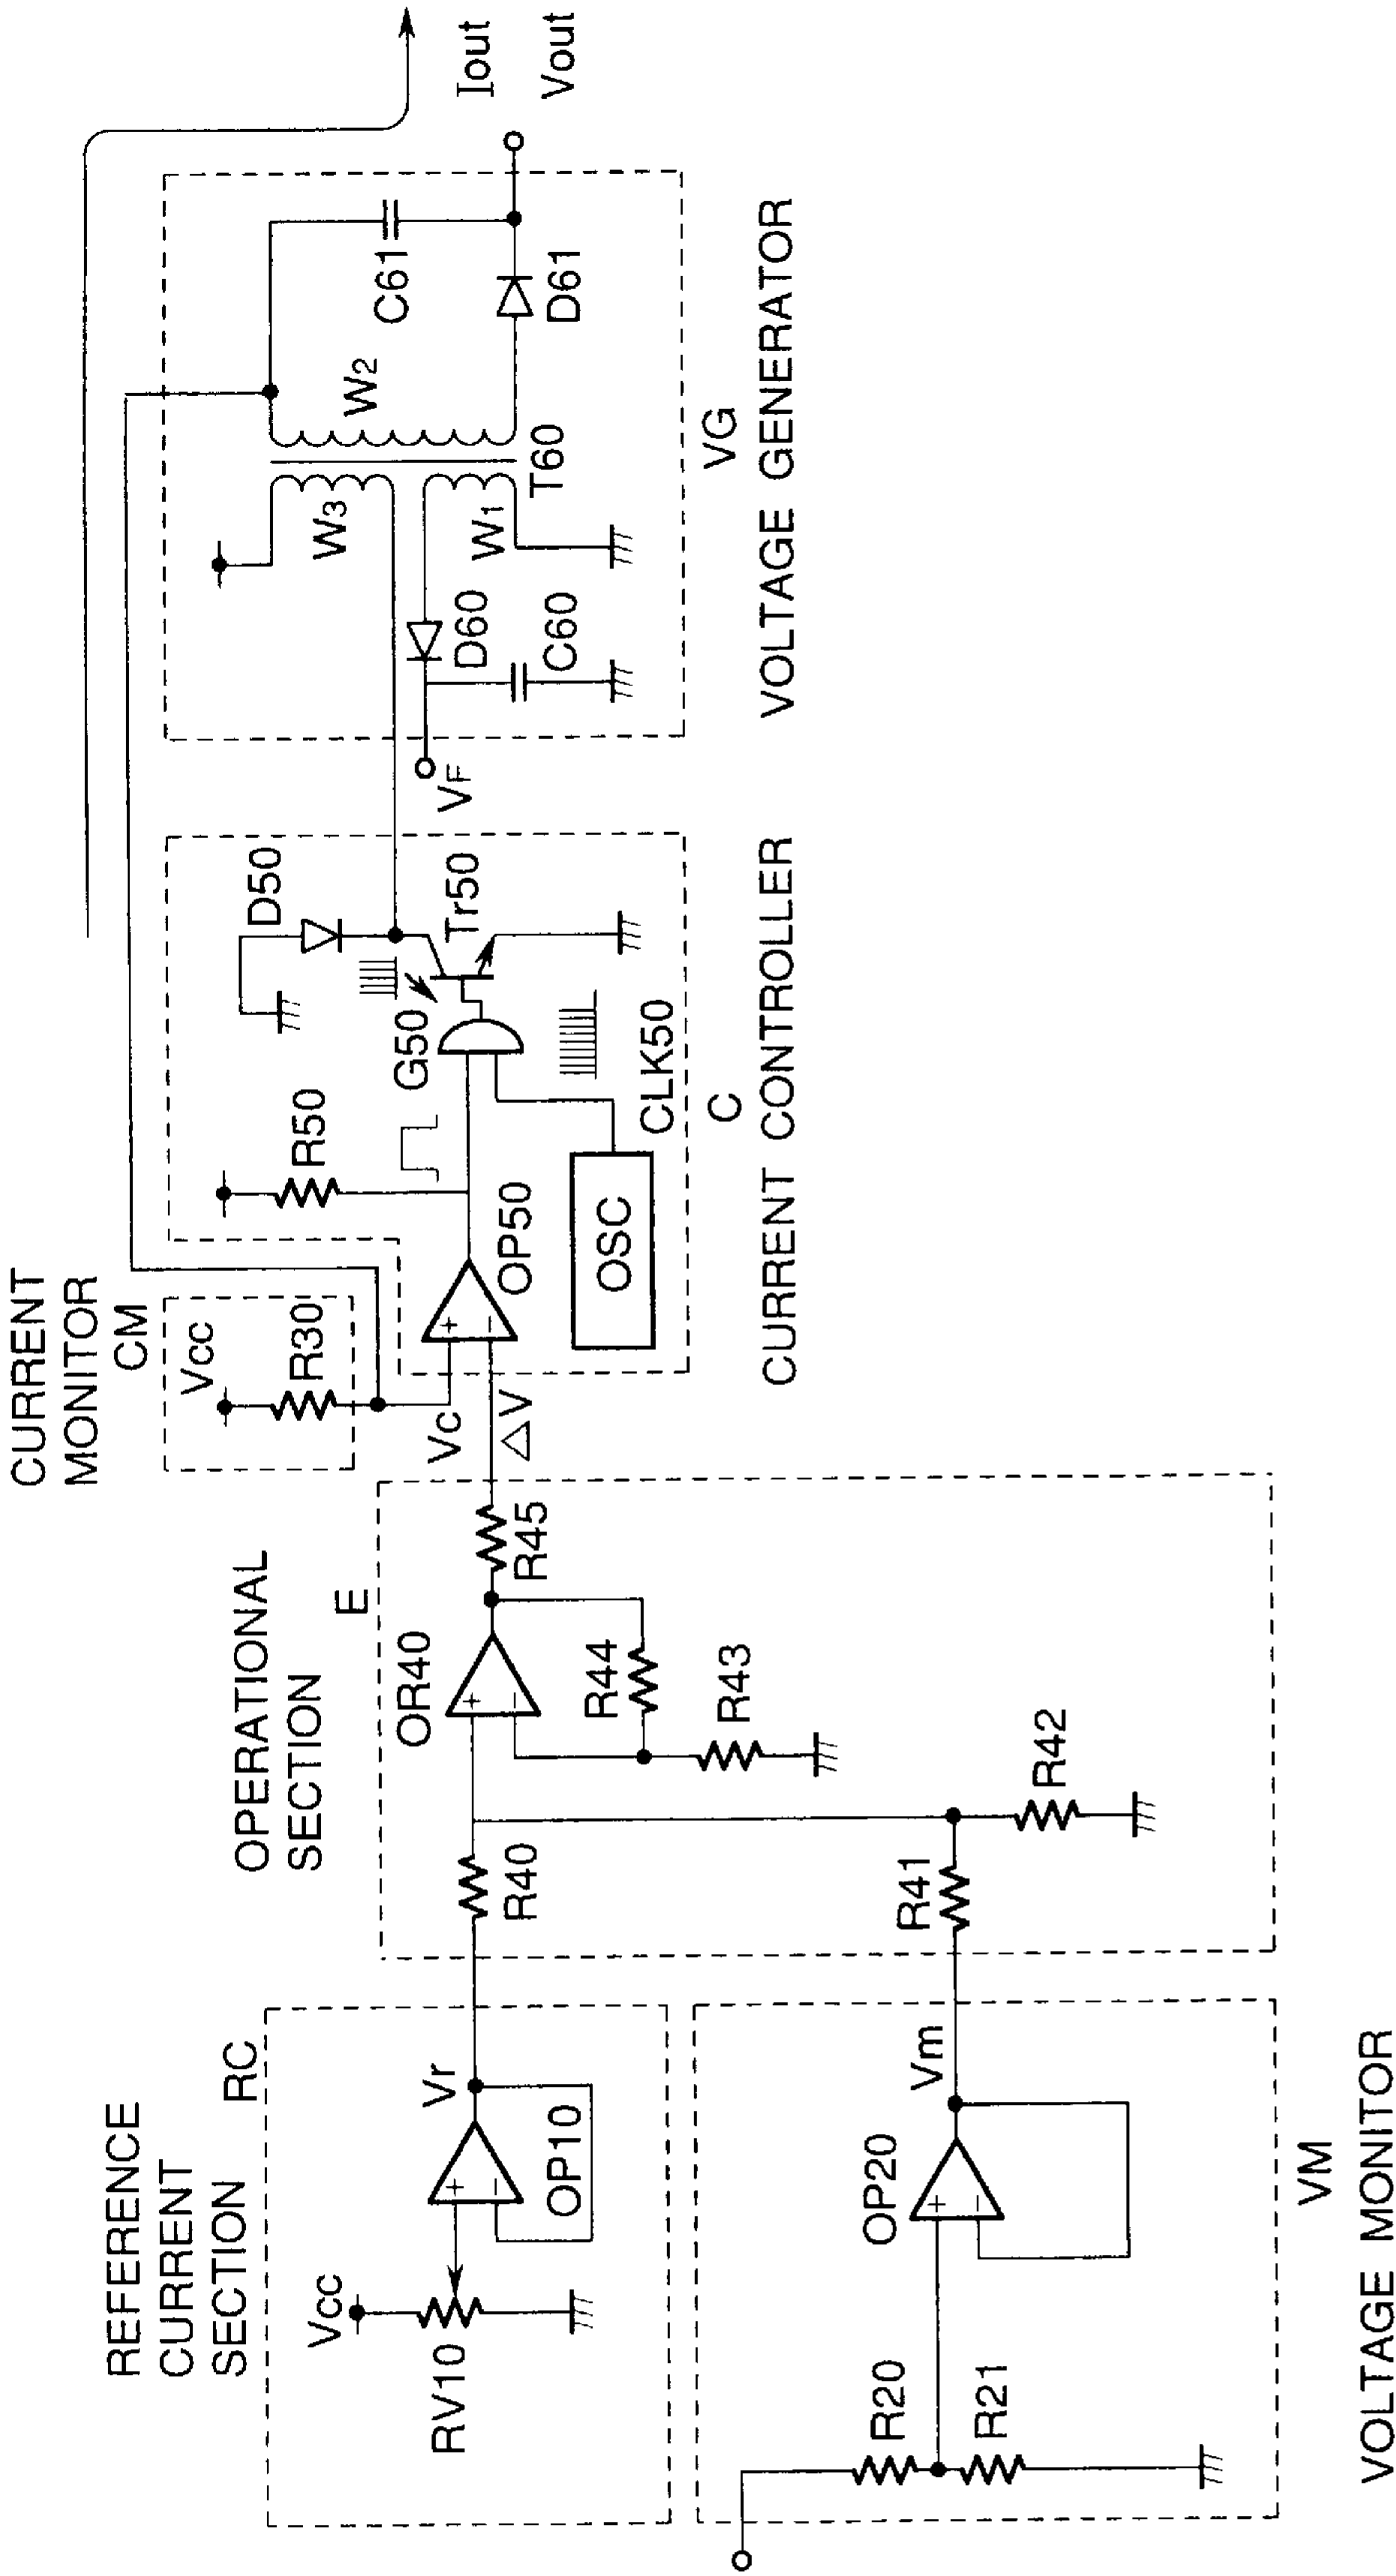 REFERENCE
CURRENT
SECTION
RC
Vcc
RV10
OP10
Vr
R20
R21
OP20
Vm
VM
VOLTAGE MONITOR
OPERATIONAL
SECTION
E
R40
R41
R42
OR40
R43
R44
R45
CURRENT
MONITOR
CM
Vcc
R30
Vc
△V
OP50
R50
OSC
CLK50
G50
D50
Tr50
C
CURRENT CONTROLLER
VF
D60
C60
W3
W1
T60
W2
C61
D61
VG
VOLTAGE GENERATOR
Iout
Vout